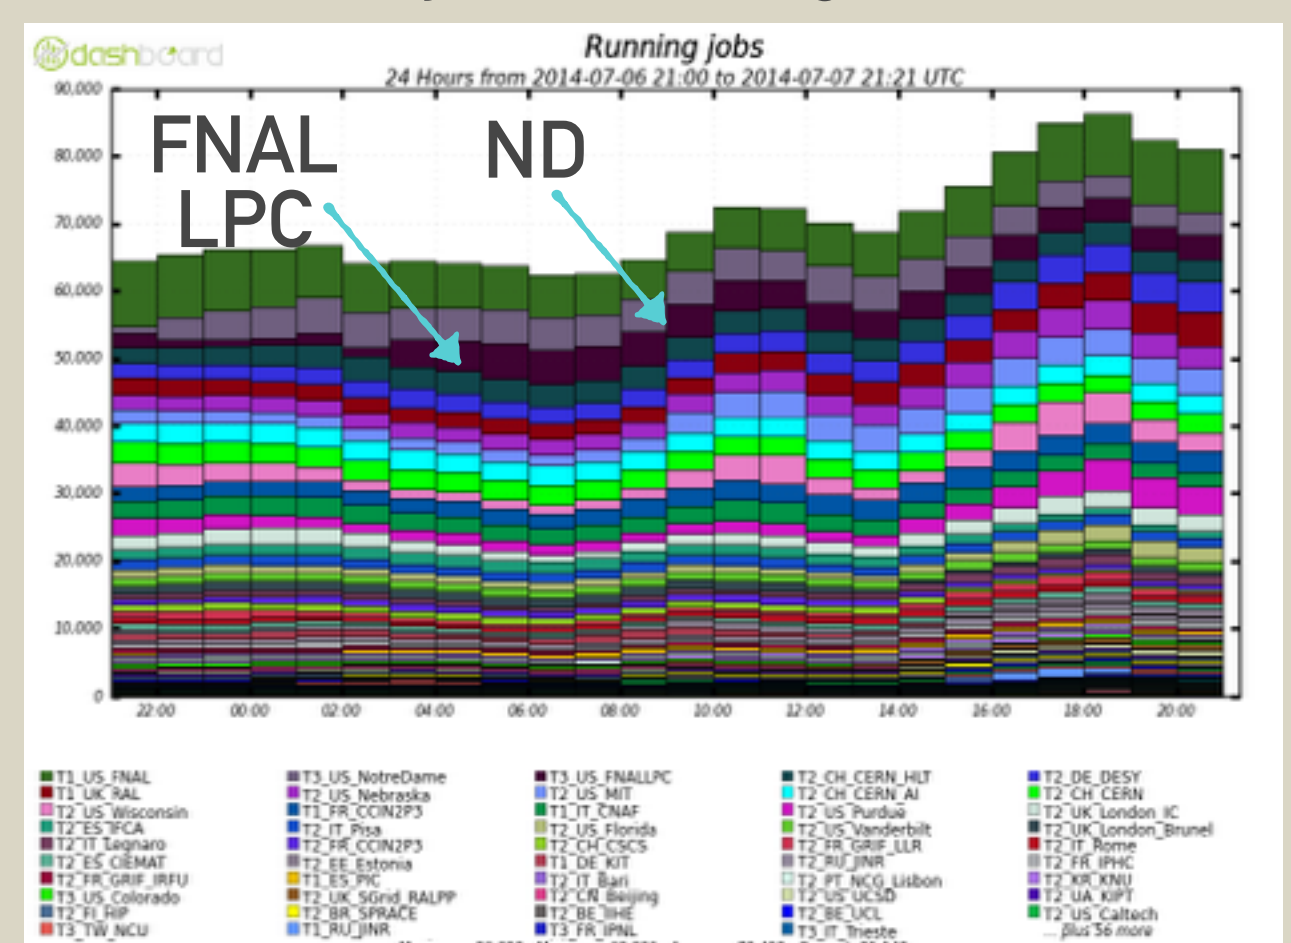 dashboard
Running jobs
24 Hours from 2014-07-06 21:00 to 2014-07-07 21:21 UTC
90,000
80,000
70,000
60,000
50,000
40,000
30,000
20,000
10,000
0
FNAL
LPC
ND
22:00 00:00 02:00 04:00 06:00 08:00 10:00 12:00 14:00 16:00 18:00 20:00
T1_US_FNAL T3_US_NotreDame T3_US_FNALLPC T2_CH_CERN_HLT T2_DE_DESY
T1_UK_RAL T2_US_Nebraska T2_US_MIT T2_CH_CERN_AI T2_CH_CERN
T2_US_Wisconsin T1_FR_CCIN2P3 T1_IT_CNAF T2_US_Purdue T2_UK_London_IC
T2_ES_IFCA T2_IT_Pisa T2_US_Florida T2_US_Vanderbilt T2_UK_London_Brunel
T2_IT_Legnaro T2_FR_CCIN2P3 T2_CH_CSCS T2_FR_GRIF_LLR T2_IT_Rome
T2_ES_CIEMAT T2_EE_Estonia T1_DE_KIT T2_RU_JINR T2_FR_IPHC
T2_FR_GRIF_IRFU T1_ES_PIC T2_IT_Bari T2_PT_NCG_Lisbon T2_KR_KNU
T3_US_Colorado T2_UK_SGrid_RALPP T2_CN_Beijing T2_US_UCSD T2_UA_KIPT
T2_FI_HIP T2_BR_SPRACE T2_BE_IIHE T2_BE_UCL T2_US_Caltech
T3_TW_NCU T1_RU_JINR T3_FR_IPNL T3_IT_Trieste ... plus 56 more